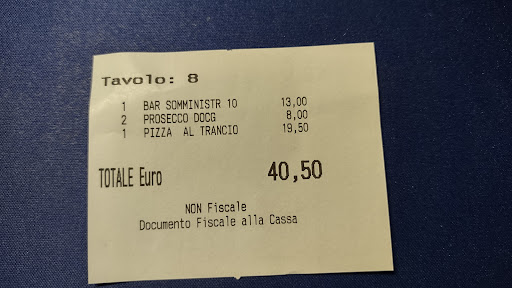 Tavolo: 8
1 BAR SOMMINISTR 10 13,00
2 PROSECCO DOCG 8,00
1 PIZZA AL TRANCIO 19,50
TOTALE Euro 40,50
NON Fiscale
Documento Fiscale alla Cassa